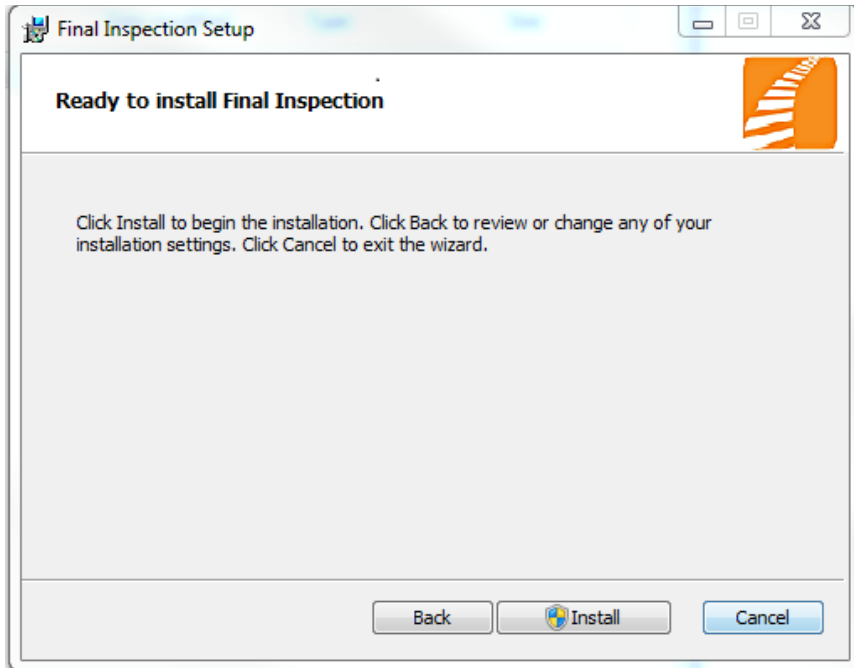 Final Inspection Setup
Ready to install Final Inspection
Click Install to begin the installation. Click Back to review or change any of your
installation settings. Click Cancel to exit the wizard.
Back
Install
Cancel